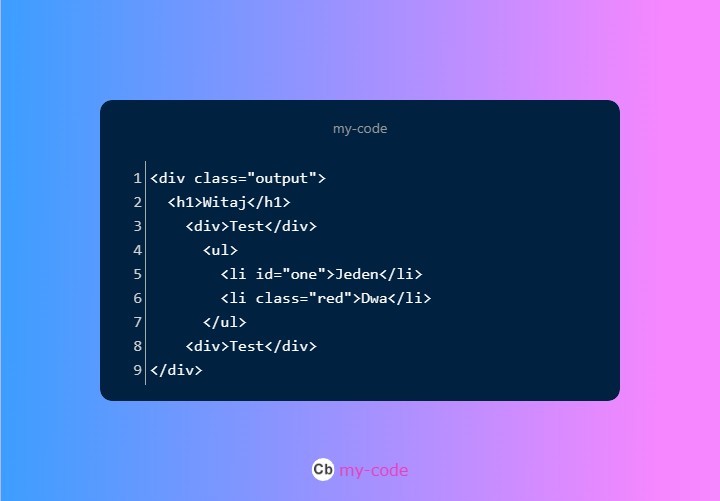 my-code
1 <div class="output">
2   <h1>Witaj</h1>
3     <div>Test</div>
4       <ul>
5         <li id="one">Jeden</li>
6         <li class="red">Dwa</li>
7       </ul>
8     <div>Test</div>
9 </div>
Cb my-code